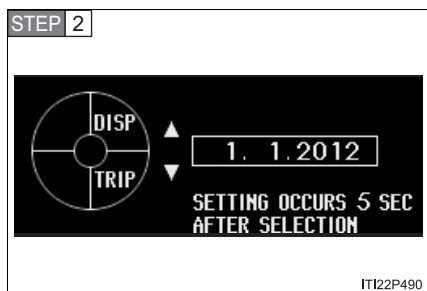 STEP 2
DISP
TRIP
▲
▼
1. 1.2012
SETTING OCCURS 5 SEC
AFTER SELECTION
ITI22P490